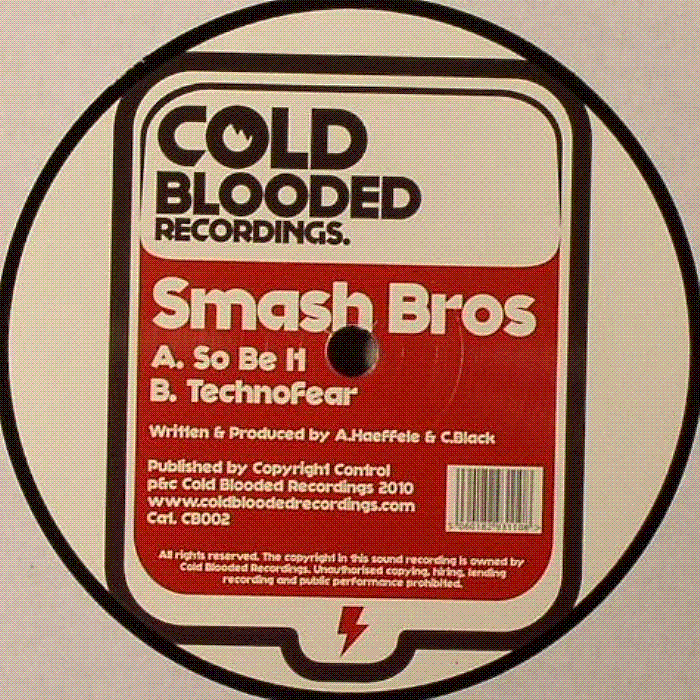 COLD
BLOODED
RECORDINGS.
Smash Bros
A. So Be It
B. Technofear
Written & Produced by A.Haeffele & C.Black
Published by Copyright Control
p&c Cold Blooded Recordings 2010
www.coldbloodedrecordings.com
Cat. CB002
All rights reserved. The copyright in this sound recording is owned by
Cold Blooded Recordings. Unauthorised copying, hiring, lending
recording and public performance prohibited.